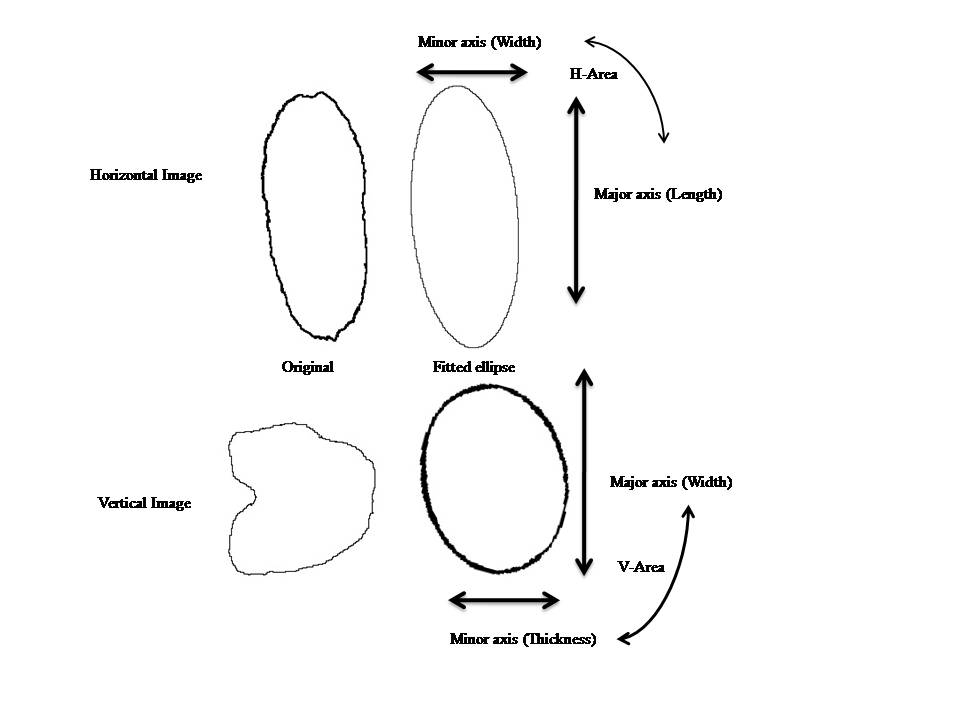 Minor axis (Width)
H-Area
Horizontal Image
Major axis (Length)
Original
Fitted ellipse
Major axis (Width)
Vertical Image
V-Area
Minor axis (Thickness)